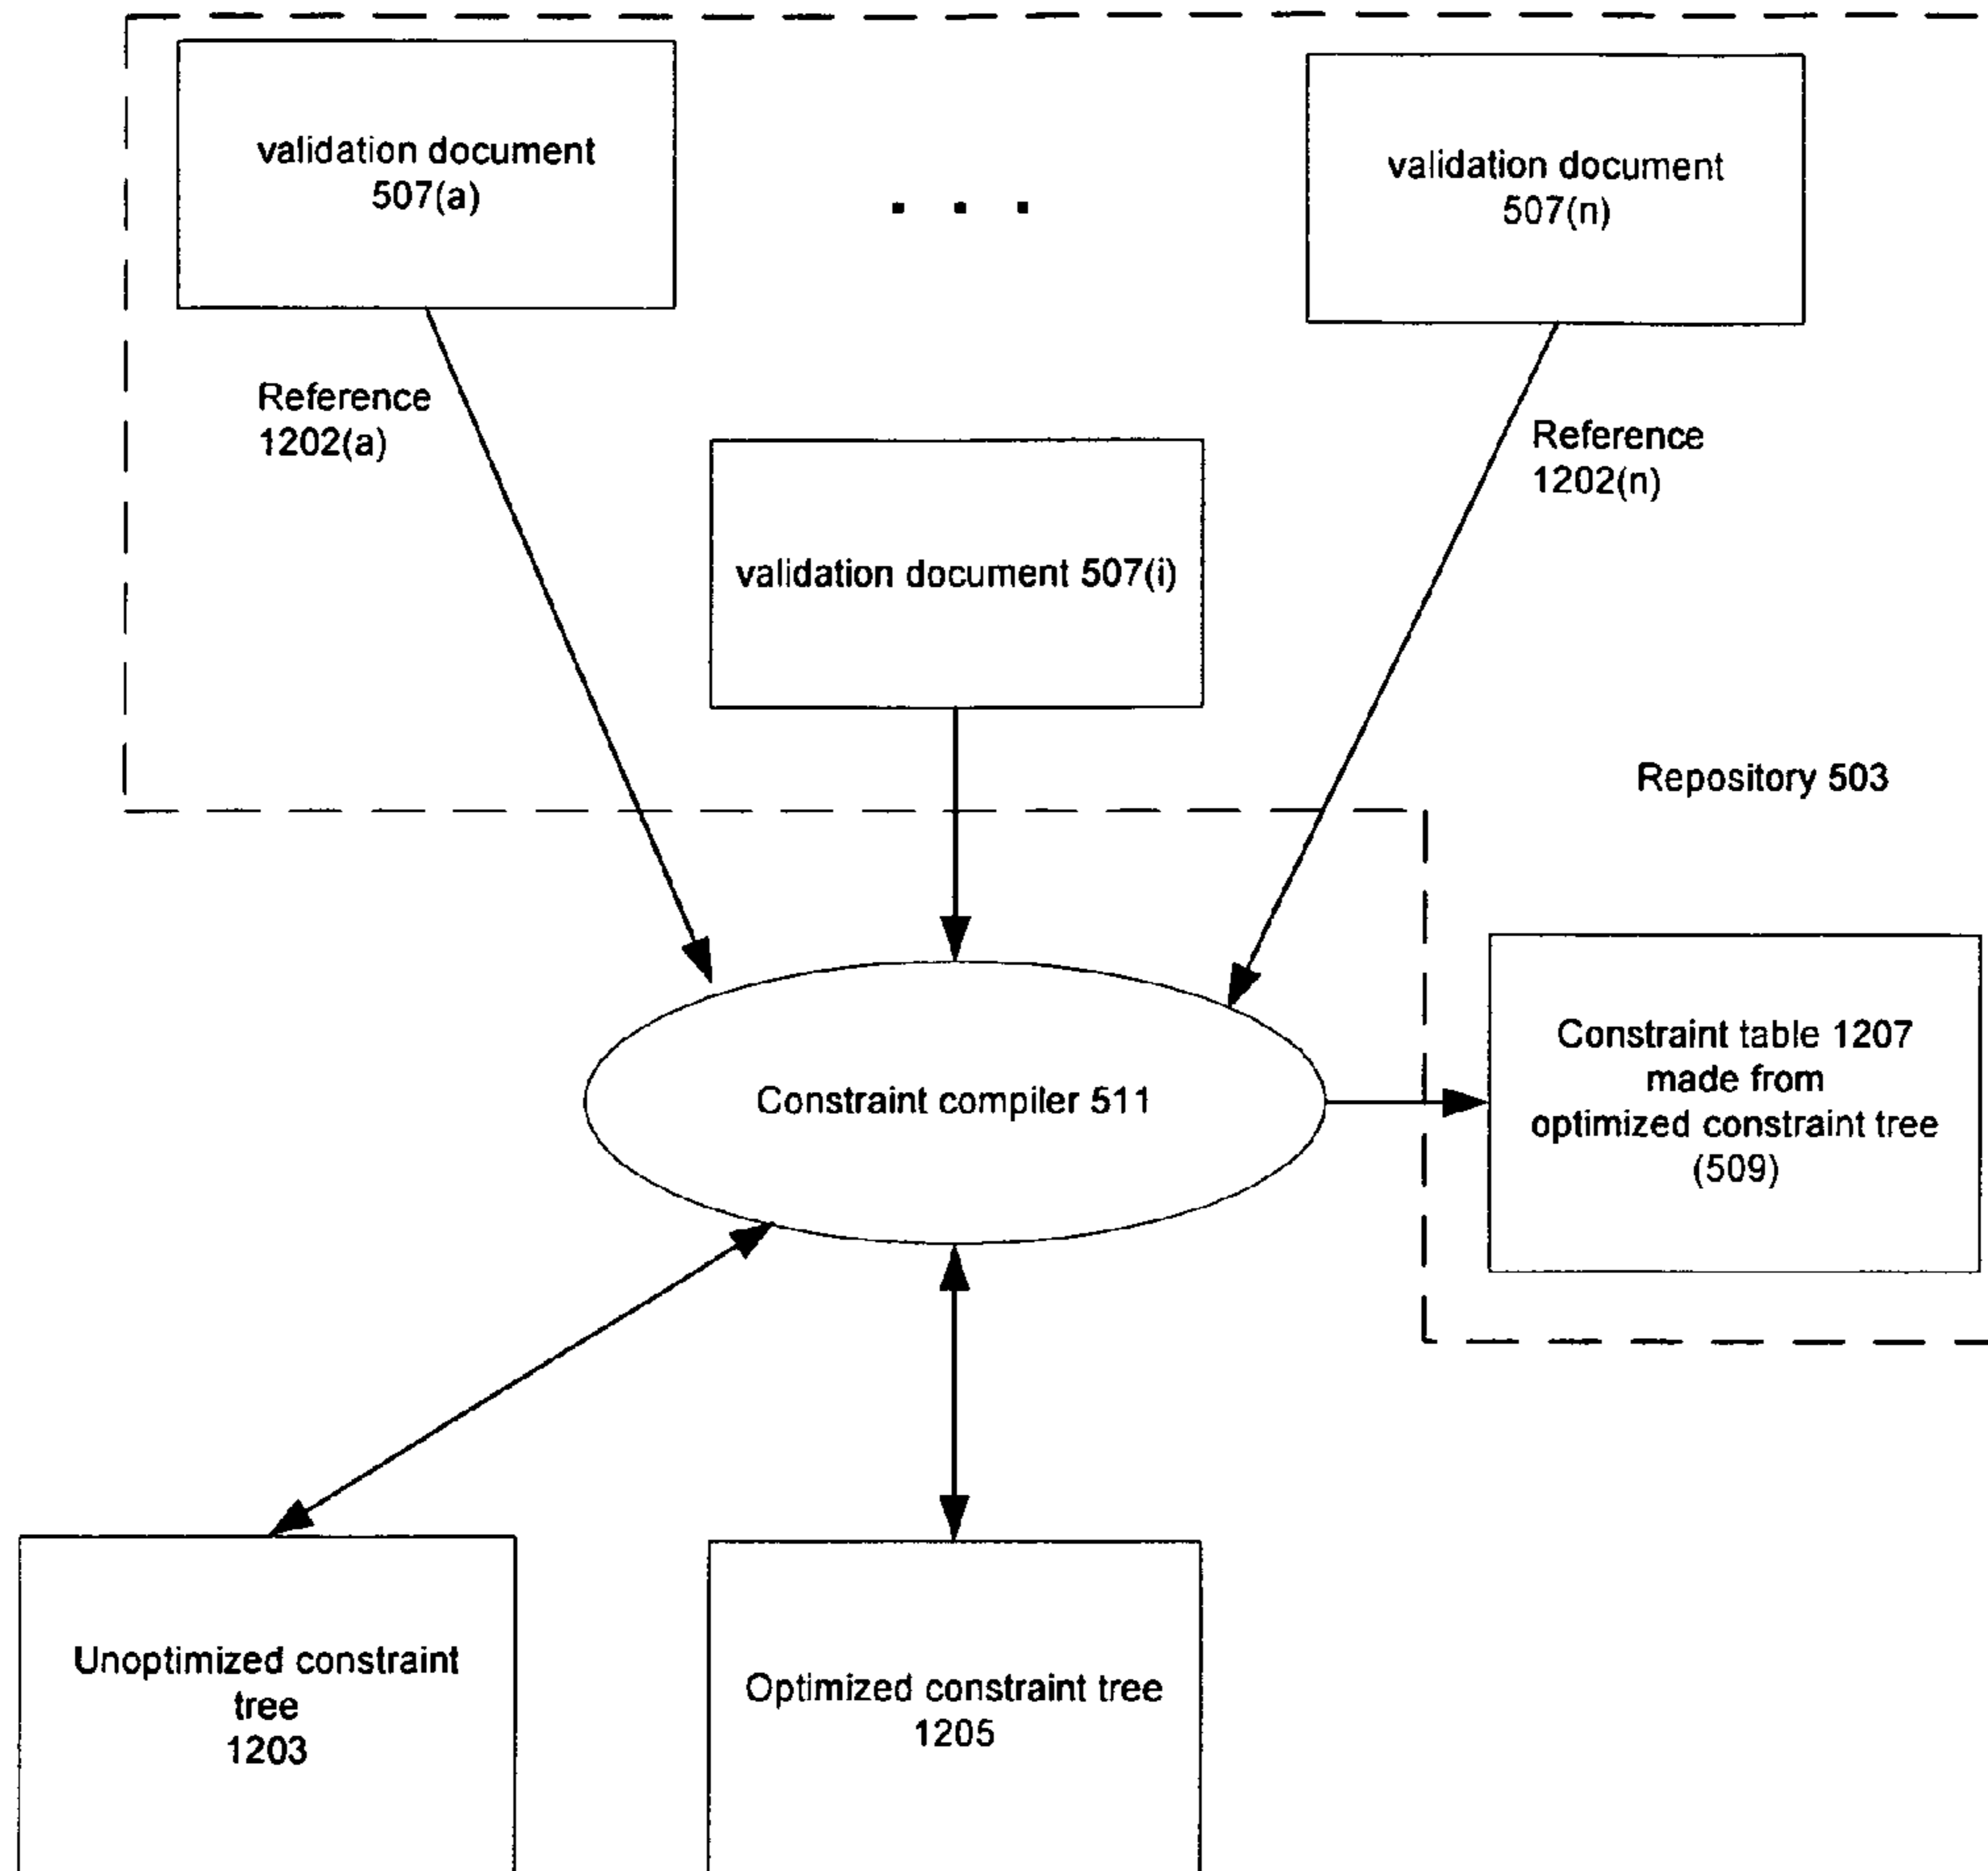 validation document
507(a)
. . .
validation document
507(n)
Reference
1202(a)
Reference
1202(n)
validation document 507(i)
Repository 503
Constraint compiler 511
Constraint table 1207
made from
optimized constraint tree
(509)
Unoptimized constraint
tree
1203
Optimized constraint tree
1205